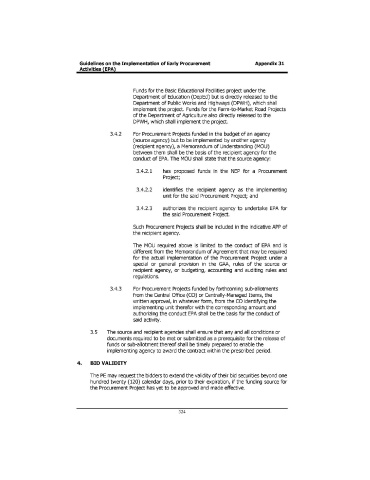 Guidelines on the Implementation of Early Procurement Appendix 31
Activities (EPA)
Funds for the Basic Educational Facilities project under the
Department of Education (DepEd) but is directly released to the
Department of Public Works and Highways (DPWH), which shall
implement the project. Funds for the Farm-to-Market Road Projects
of the Department of Agriculture also directly released to the
DPWH, which shall implement the project.
3.4.2 For Procurement Projects funded in the budget of an agency
(source agency) but to be implemented by another agency
(recipient agency), a Memorandum of Understanding (MOU)
between them shall be the basis of the recipient agency for the
conduct of EPA. The MOU shall state that the source agency:
3.4.2.1 has proposed funds in the NEP for a Procurement
Project;
3.4.2.2 identifies the recipient agency as the implementing
unit for the said Procurement Project; and
3.4.2.3 authorizes the recipient agency to undertake EPA for
the said Procurement Project.
Such Procurement Projects shall be included in the indicative APP of
the recipient agency.
The MOU required above is limited to the conduct of EPA and is
different from the Memorandum of Agreement that may be required
for the actual implementation of the Procurement Project under a
special or general provision in the GAA, rules of the source or
recipient agency, or budgeting, accounting and auditing rules and
regulations.
3.4.3 For Procurement Projects funded by forthcoming sub-allotments
from the Central Office (CO) or Centrally-Managed Items, the
written approval, in whatever form, from the CO identifying the
implementing unit therefor with the corresponding amount and
authorizing the conduct EPA shall be the basis for the conduct of
said activity.
3.5 The source and recipient agencies shall ensure that any and all conditions or
documents required to be met or submitted as a prerequisite for the release of
funds or sub-allotment thereof shall be timely prepared to enable the
implementing agency to award the contract within the prescribed period.
4. BID VALIDITY
The PE may request the bidders to extend the validity of their bid securities beyond one
hundred twenty (120) calendar days, prior to their expiration, if the funding source for
the Procurement Project has yet to be approved and made effective.
324